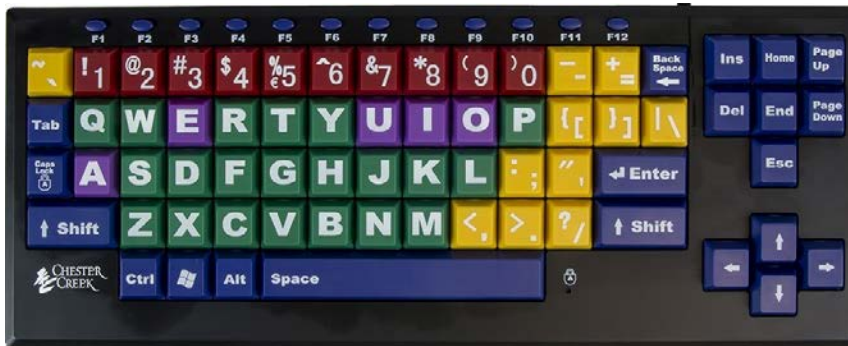 F1 F2 F3 F4 F5 F6 F7 F8 F9 F10 F11 F12
~ ` ! 1 @ 2 # 3 $ 4 % € 5 ^ 6 & 7 * 8 ( 9 ) 0 _ - + = Back Space Ins Home Page Up
Tab Q W E R T Y U I O P { [ } ] | \ Del End Page Down
Caps Lock A S D F G H J K L : ; " , Enter Esc
Shift Z X C V B N M < , > . ? / Shift
CHESTER CREEK Ctrl Alt Space